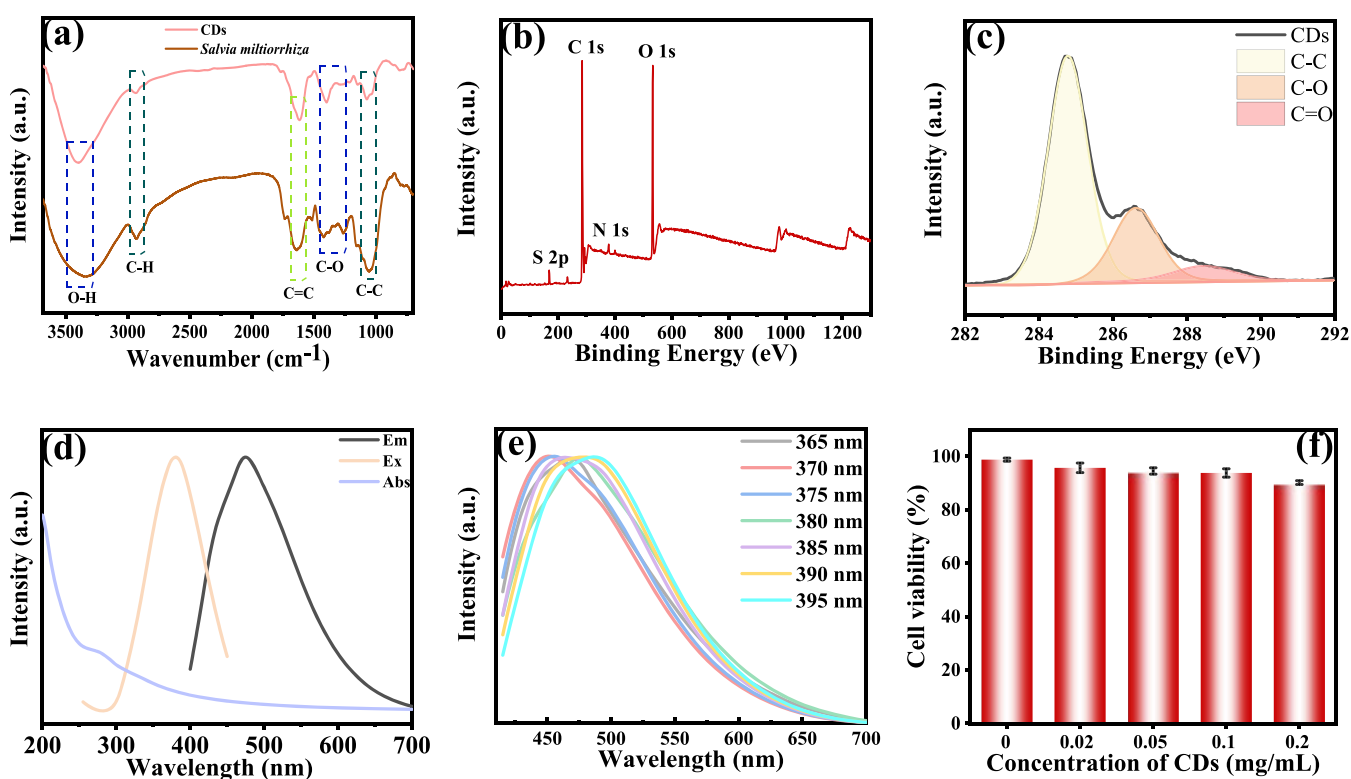 (a)
CDs
Salvia miltiorrhiza
O-H
C-H
C=C
C-O
C-C
Intensity (a.u.)
3500 3000 2500 2000 1500 1000
Wavenumber (cm-1)
(b)
C 1s
O 1s
N 1s
S 2p
Intensity (a.u.)
0 200 400 600 800 1000 1200
Binding Energy (eV)
(c)
CDs
C-C
C-O
C=O
Intensity (a.u.)
282 284 286 288 290 292
Binding Energy (eV)
(d)
Em
Ex
Abs
Intensity (a.u.)
200 300 400 500 600 700
Wavelength (nm)
(e)
365 nm
370 nm
375 nm
380 nm
385 nm
390 nm
395 nm
Intensity (a.u.)
450 500 550 600 650 700
Wavelength (nm)
(f)
Cell viability (%)
100
80
60
40
20
0
0 0.02 0.05 0.1 0.2
Concentration of CDs (mg/mL)